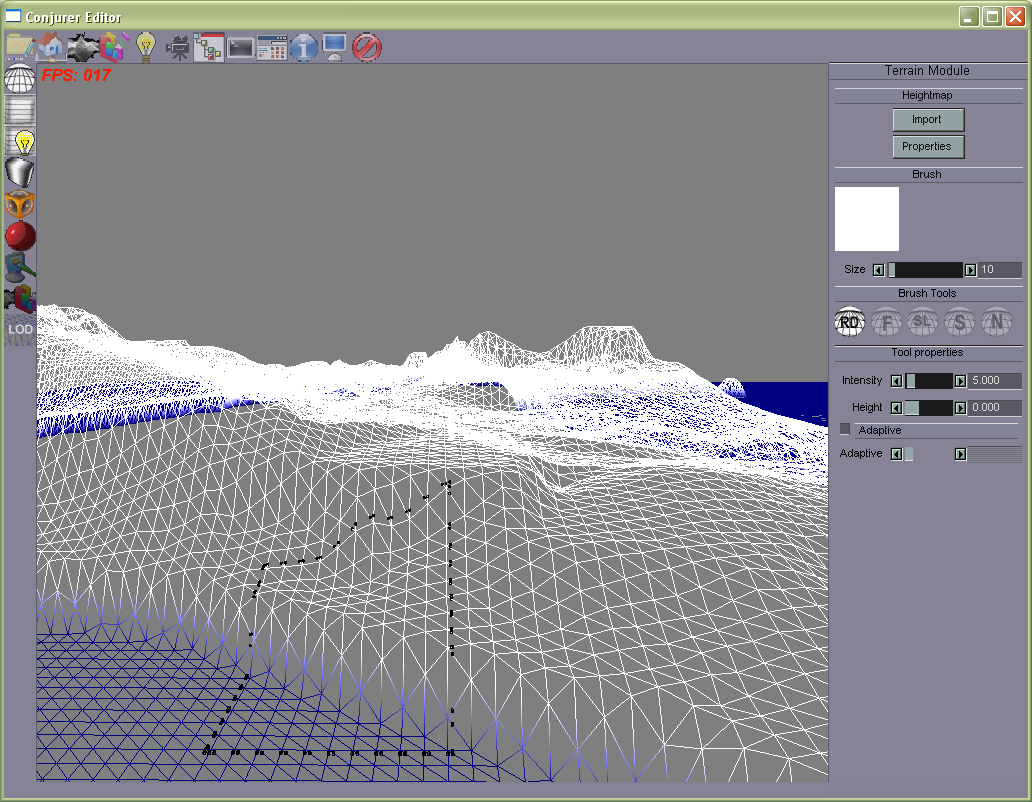 Conjurer Editor
FPS: 017
LOD
Terrain Module
Heightmap
Import
Properties
Brush
Size 10
Brush Tools
RD F SL S N
Tool properties
Intensity 5.000
Height 0.000
Adaptive
Adaptive